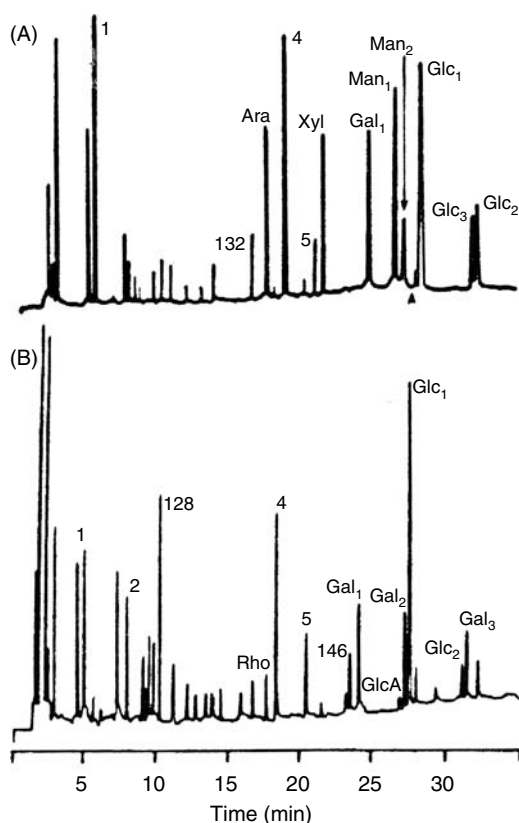 (A)
1
4
Man₂
Man₁
Glc₁
Ara
Xyl
Gal₁
132
5
Glc₃
Glc₂
(B)
Glc₁
128
1
4
2
Gal₁
Gal₂
5
Gal₃
146
Rho
Glc₂
GlcA
5 10 15 20 25 30
Time (min)